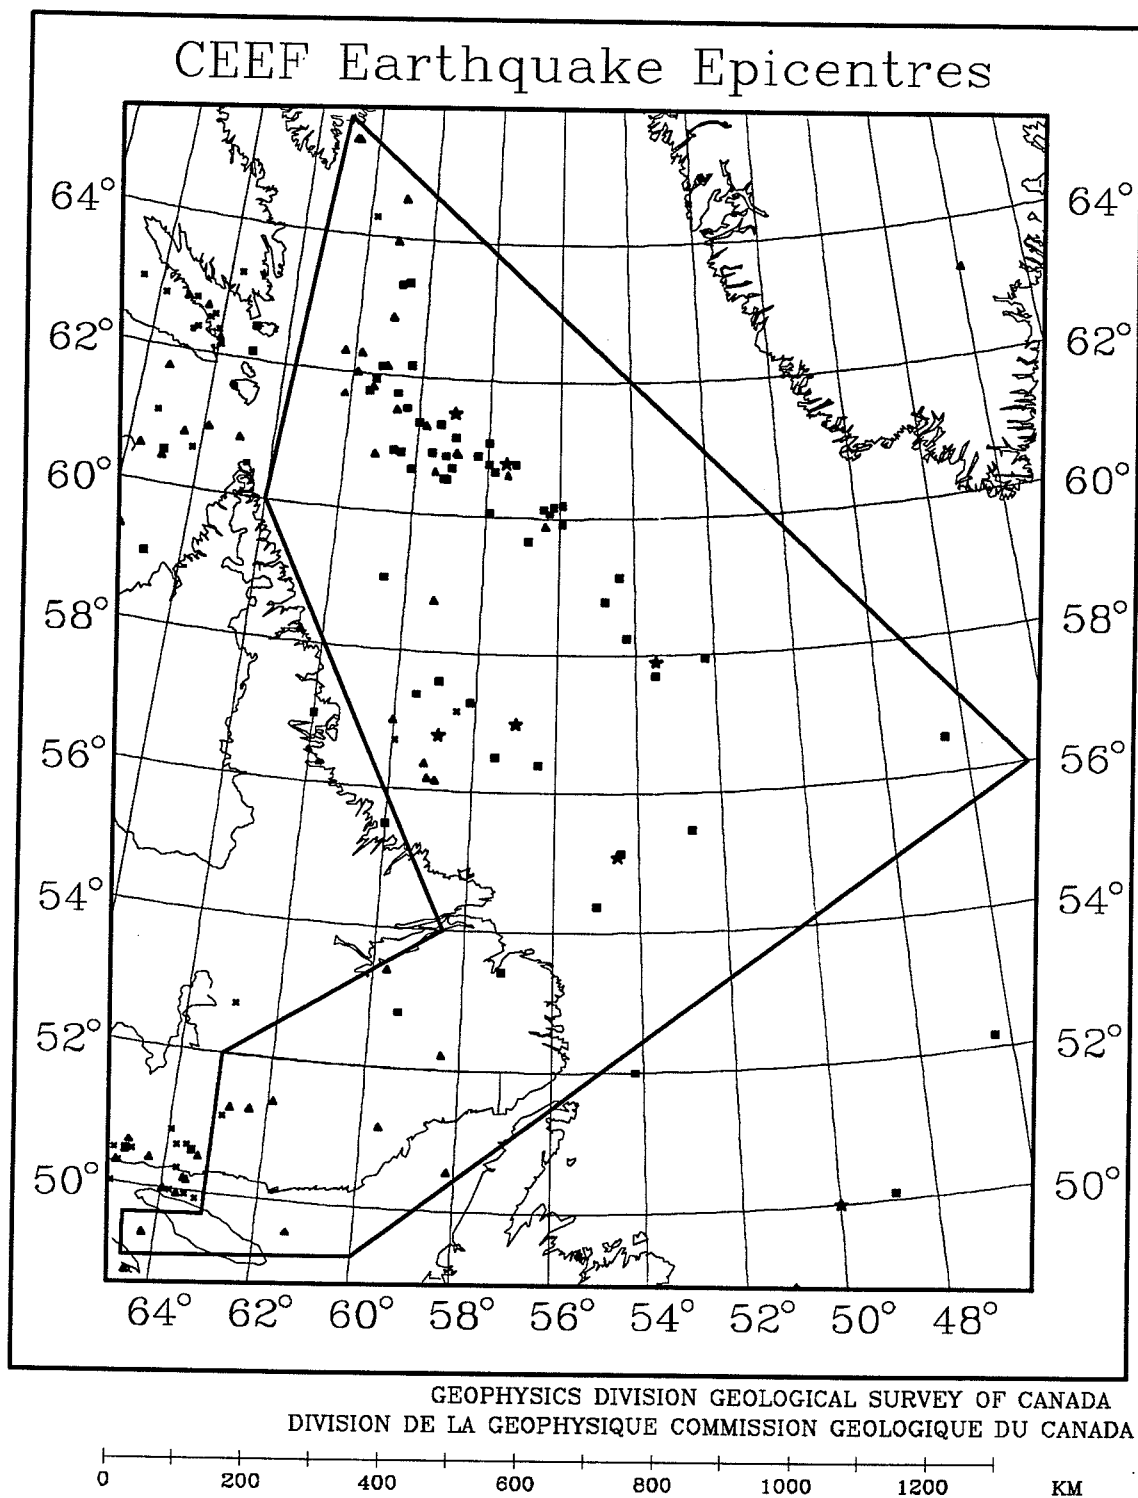 CEEF Earthquake Epicentres
64° 64°
62° 62°
60° 60°
58° 58°
56° 56°
54° 54°
52° 52°
50° 50°
64° 62° 60° 58° 56° 54° 52° 50° 48°
GEOPHYSICS DIVISION GEOLOGICAL SURVEY OF CANADA
DIVISION DE LA GEOPHYSIQUE COMMISSION GEOLOGIQUE DU CANADA
0 200 400 600 800 1000 1200 KM